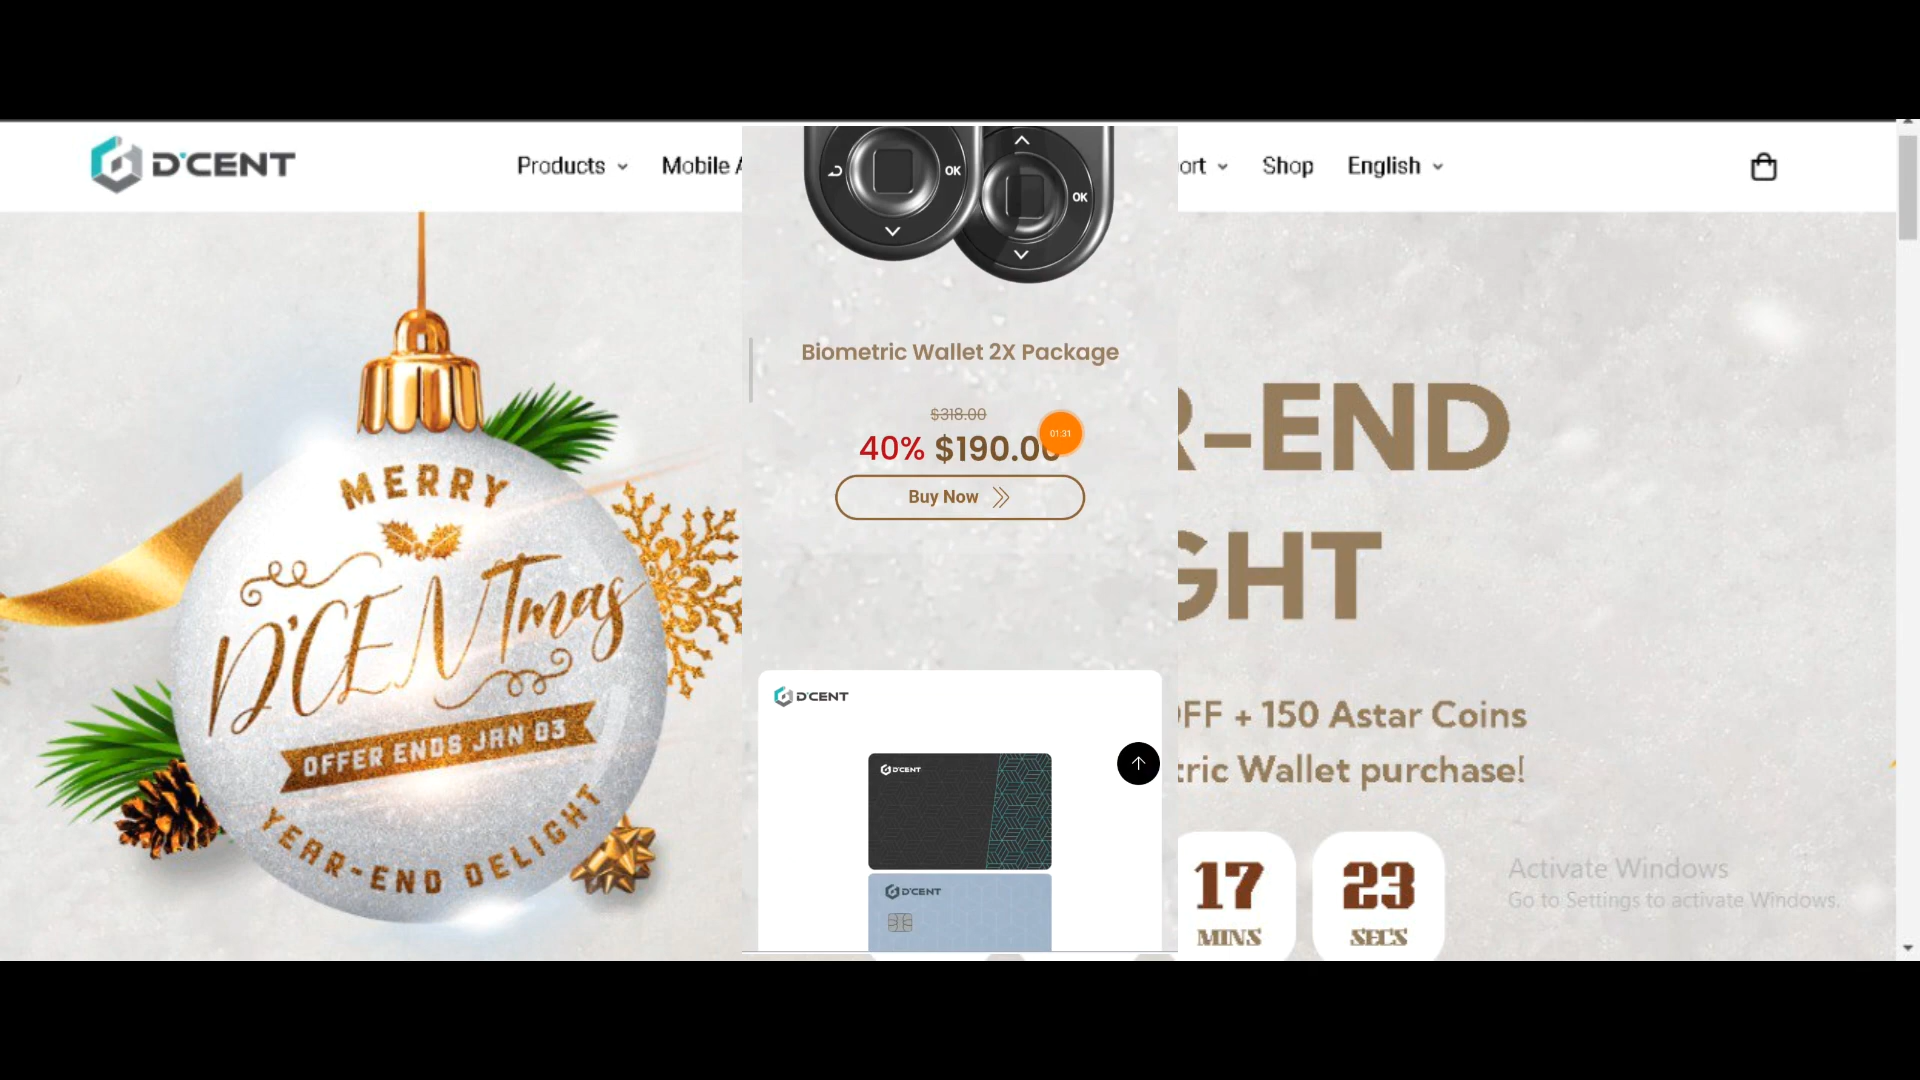 D'CENT
Products
Mobile A
ort
Shop
English
OK
OK
Biometric Wallet 2X Package
$318.00
01:31
40% $190.00
Buy Now
D'CENT
D'CENT
D'CENT
MERRY
D'CENTmas
OFFER ENDS JAN 03
YEAR-END DELIGHT
R-END
GHT
OFF + 150 Astar Coins
tric Wallet purchase!
17
MINS
23
SECS
Activate Windows
Go to Settings to activate Windows.